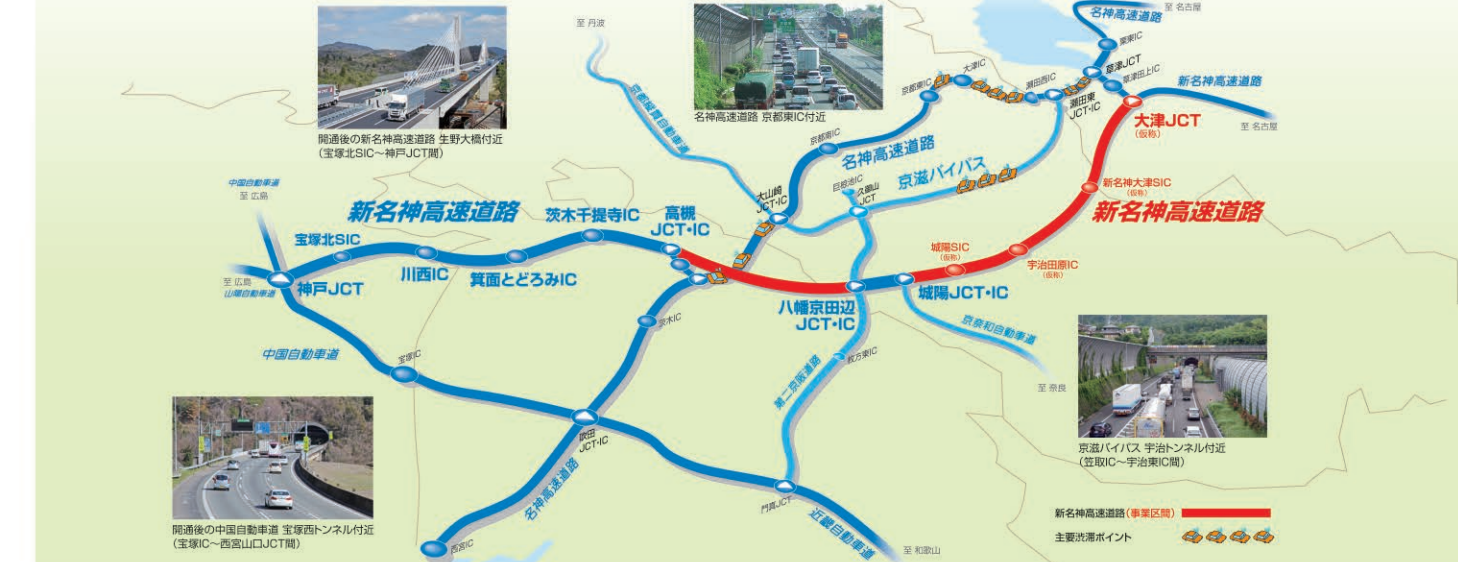 至 丹波
名神高速道路
至 名古屋
栗東IC
草津JCT
草津田上IC
新名神高速道路
至 名古屋
大津IC
瀬田西IC
瀬田東
JCT・IC
京都東IC
大津JCT
(仮称)
開通後の新名神高速道路 生野大橋付近
(宝塚北SIC～神戸JCT間)
名神高速道路 京都東IC付近
京都縦貫自動車道
京都南IC
名神高速道路
京滋バイパス
巨椋池IC
久御山
JCT
大山崎
JCT・IC
新名神大津SIC
(仮称)
新名神高速道路
中国自動車道
至 広島
新名神高速道路
茨木千提寺IC
高槻
JCT・IC
宝塚北SIC
川西IC
箕面とどろみIC
城陽SIC
(仮称)
宇治田原IC
(仮称)
至 広島
山陽自動車道
神戸JCT
八幡京田辺
JCT・IC
城陽JCT・IC
京奈和自動車道
至 奈良
茨木IC
中国自動車道
宝塚IC
枚方東IC
第二京阪道路
吹田
JCT・IC
名神高速道路
門真JCT
近畿自動車道
至 和歌山
西宮IC
開通後の中国自動車道 宝塚西トンネル付近
(宝塚IC～西宮山口JCT間)
京滋バイパス 宇治トンネル付近
(笠取IC～宇治東IC間)
新名神高速道路(事業区間)
主要渋滞ポイント